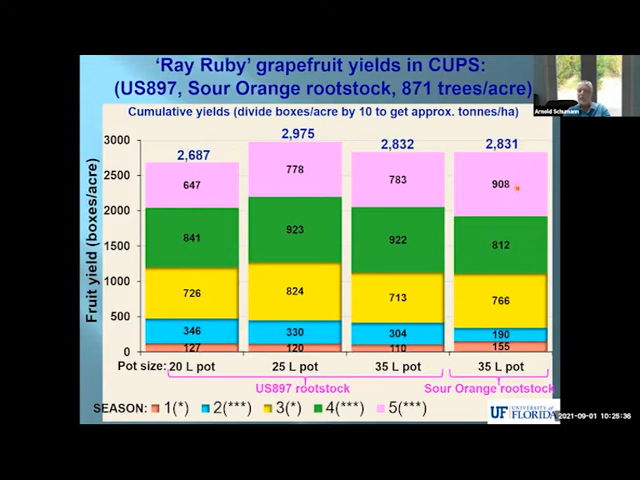 ‘Ray Ruby’ grapefruit yields in CUPS:
(US897, Sour Orange rootstock, 871 trees/acre)
Arnold Schumann
Cumulative yields (divide boxes/acre by 10 to get approx. tonnes/ha)
Fruit yield (boxes/acre)
3000
2500
2000
1500
1000
500
0
2,687 2,975 2,832 2,831
647 778 783 908
841 923 922 812
726 824 713 766
346 330 304 190
127 120 110 155
Pot size: 20 L pot 25 L pot 35 L pot 35 L pot
US897 rootstock Sour Orange rootstock
SEASON: 1(*) 2(***) 3(*) 4(***) 5(***)
UF UNIVERSITY of
FLORIDA
2021-09-01 10:25:36